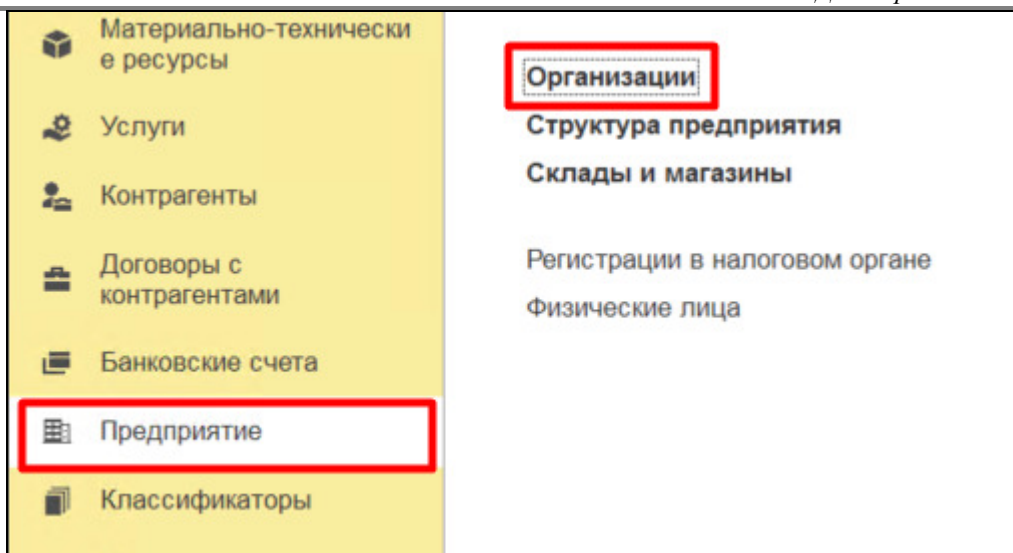 Материально-технически
е ресурсы
Услуги
Контрагенты
Договоры с
контрагентами
Банковские счета
Предприятие
Классификаторы
Организации
Структура предприятия
Склады и магазины
Регистрации в налоговом органе
Физические лица